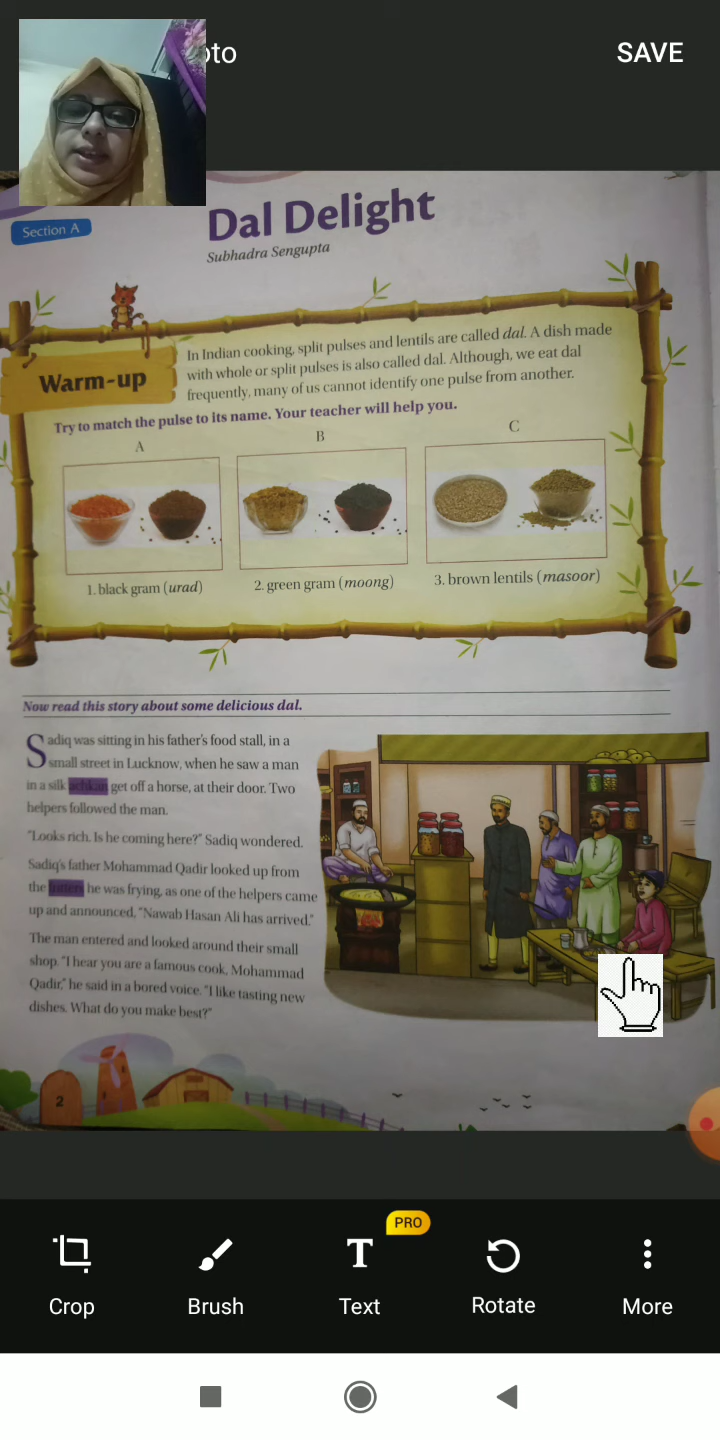 oto
SAVE
Section A
Dal Delight
Subhadra Sengupta
Warm-up
In Indian cooking, split pulses and lentils are called dal. A dish made
with whole or split pulses is also called dal. Although, we eat dal
frequently, many of us cannot identify one pulse from another.
Try to match the pulse to its name. Your teacher will help you.
A
B
C
1. black gram (urad)
2. green gram (moong)
3. brown lentils (masoor)
Now read this story about some delicious dal.
Sadiq was sitting in his father's food stall, in a
small street in Lucknow, when he saw a man
in a silk achkan get off a horse, at their door. Two
helpers followed the man.
"Looks rich. Is he coming here?" Sadiq wondered.
Sadiq's father Mohammad Qadir looked up from
the he was frying, as one of the helpers came
up and announced, "Nawab Hasan Ali has arrived."
The man entered and looked around their small
shop. "I hear you are a famous cook, Mohammad
Qadir," he said in a bored voice. "I like tasting new
dishes. What do you make best?"
2
PRO
Crop
Brush
Text
Rotate
More